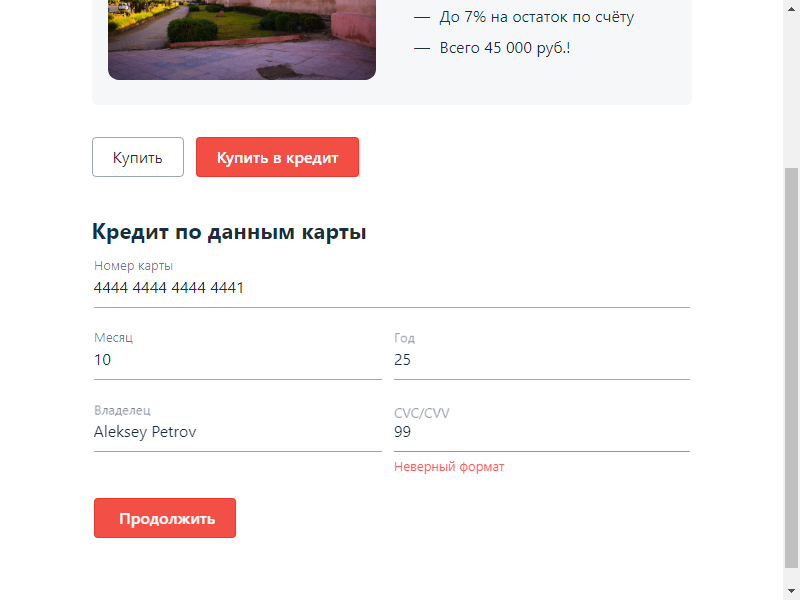 — До 7% на остаток по счёту
— Всего 45 000 руб.!
Купить Купить в кредит
Кредит по данным карты
Номер карты
4444 4444 4444 4441
Месяц Год
10 25
Владелец CVC/CVV
Aleksey Petrov 99
Неверный формат
Продолжить